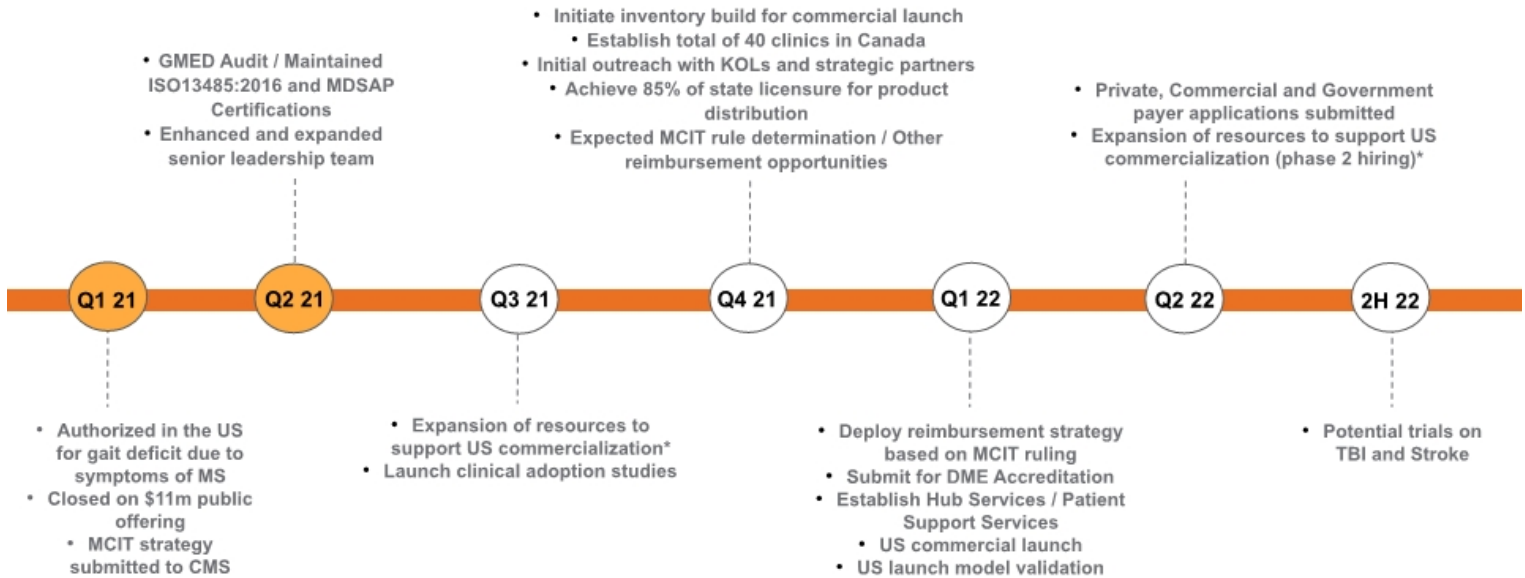 • Initiate inventory build for commercial launch
• Establish total of 40 clinics in Canada
• Initial outreach with KOLs and strategic partners
• Achieve 85% of state licensure for product
distribution
• Expected MCIT rule determination / Other
reimbursement opportunities
• GMED Audit / Maintained
ISO13485:2016 and MDSAP
Certifications
• Enhanced and expanded
senior leadership team
• Private, Commercial and Government
payer applications submitted
• Expansion of resources to support US
commercialization (phase 2 hiring)*
Q1 21
Q2 21
Q3 21
Q4 21
Q1 22
Q2 22
2H 22
• Authorized in the US
for gait deficit due to
symptoms of MS
• Closed on $11m public
offering
• MCIT strategy
submitted to CMS
• Expansion of resources to
support US commercialization*
• Launch clinical adoption studies
• Deploy reimbursement strategy
based on MCIT ruling
• Submit for DME Accreditation
• Establish Hub Services / Patient
Support Services
• US commercial launch
• US launch model validation
• Potential trials on
TBI and Stroke